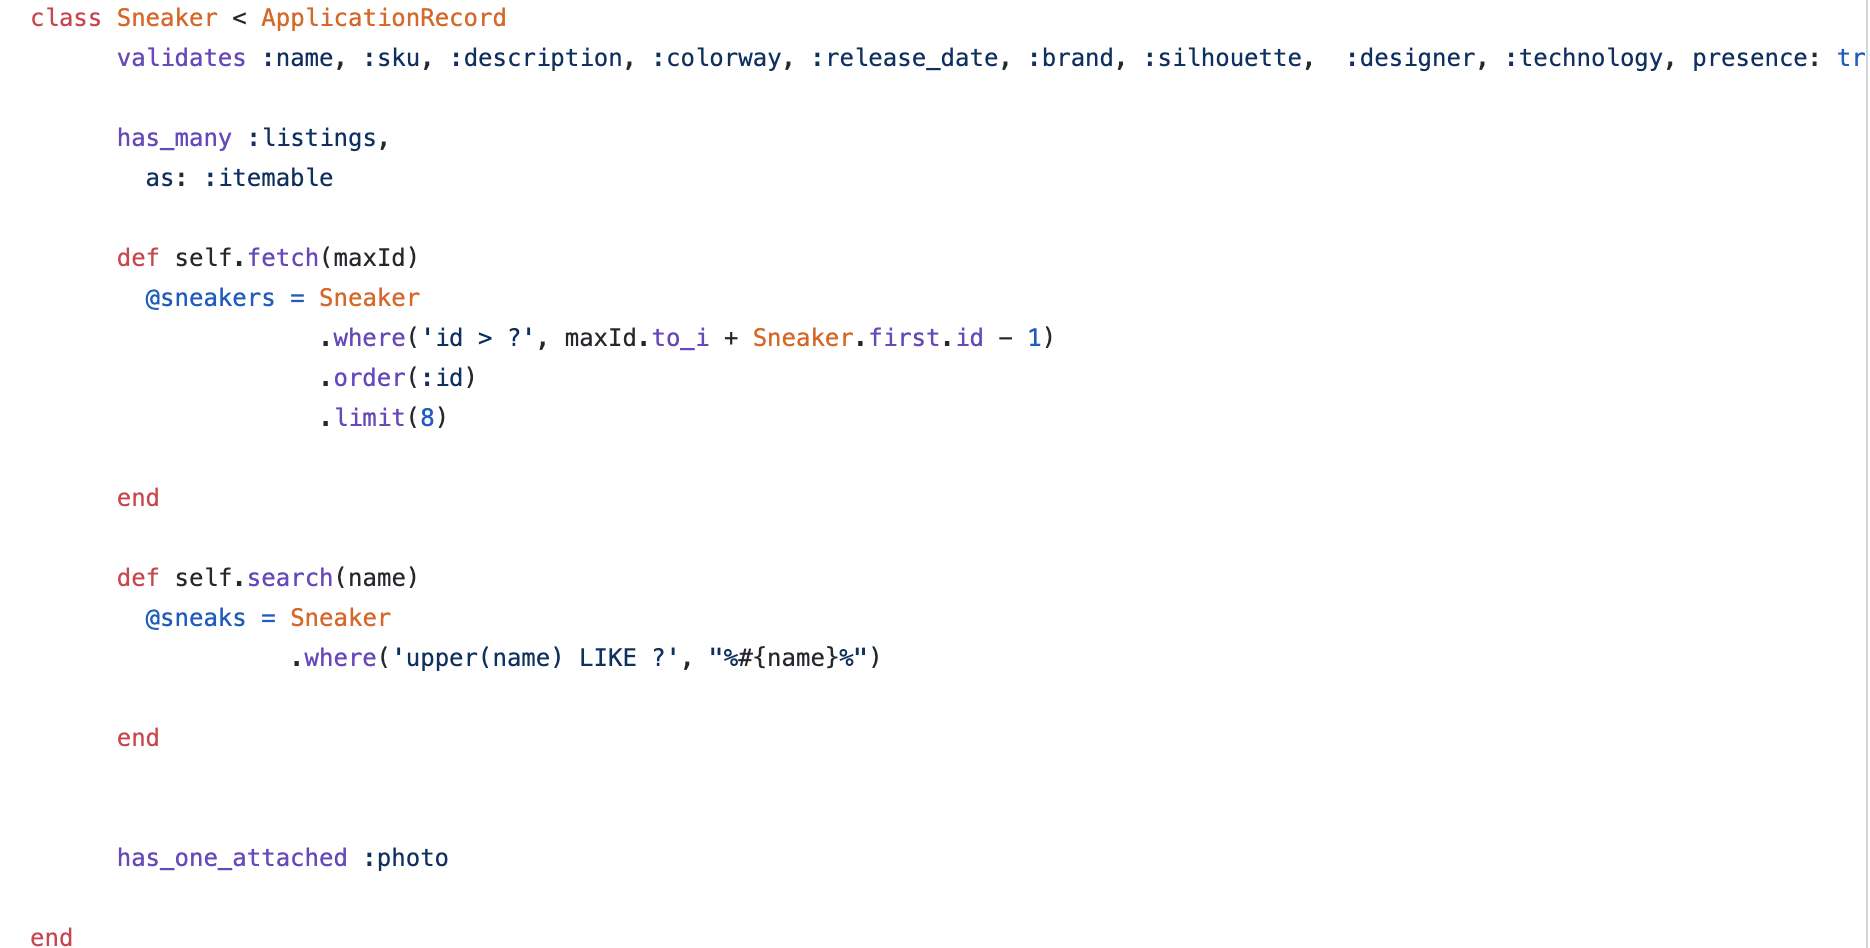 class Sneaker < ApplicationRecord
      validates :name, :sku, :description, :colorway, :release_date, :brand, :silhouette,  :designer, :technology, presence: tr

      has_many :listings,
        as: :itemable

      def self.fetch(maxId)
        @sneakers = Sneaker
                    .where('id > ?', maxId.to_i + Sneaker.first.id - 1)
                    .order(:id)
                    .limit(8)

      end

      def self.search(name)
        @sneaks = Sneaker
                  .where('upper(name) LIKE ?', "%#{name}%")

      end


      has_one_attached :photo

end